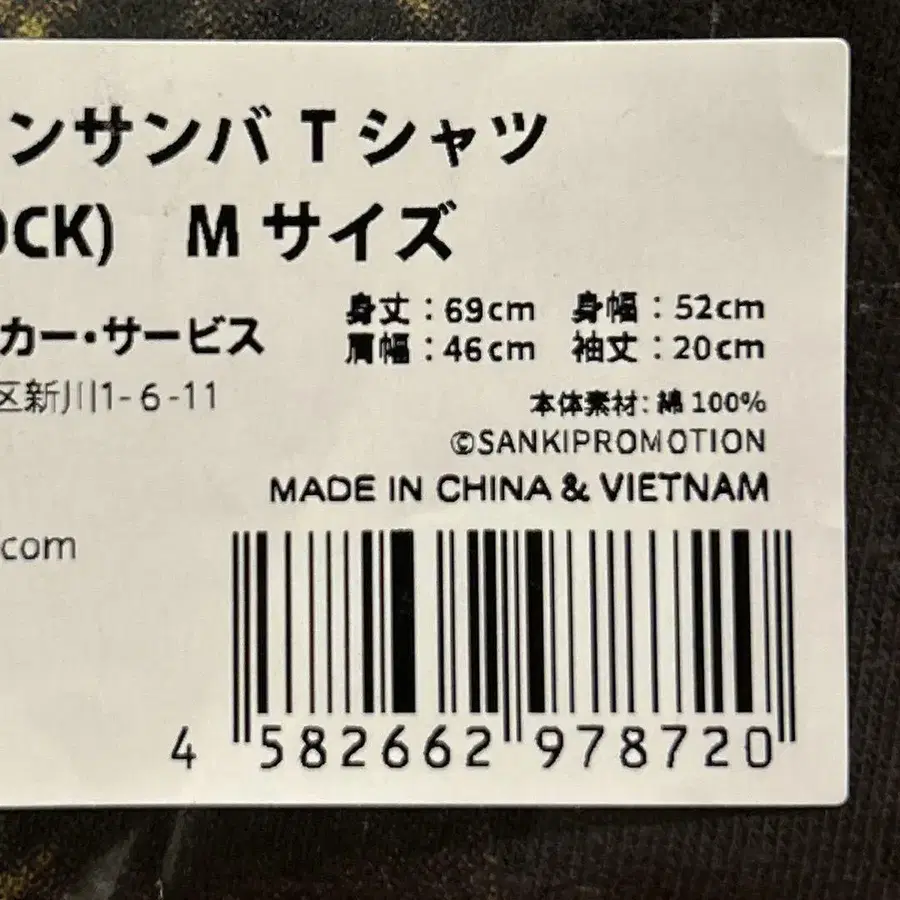 ンサンバ Tシャツ
OCK) Mサイズ
カー・サービス
区新川1-6-11
身丈：69cm 身幅：52cm
肩幅：46cm 袖丈：20cm
本体素材: 綿 100%
©SANKIPROMOTION
MADE IN CHINA & VIETNAM
.com
4 582662 978720